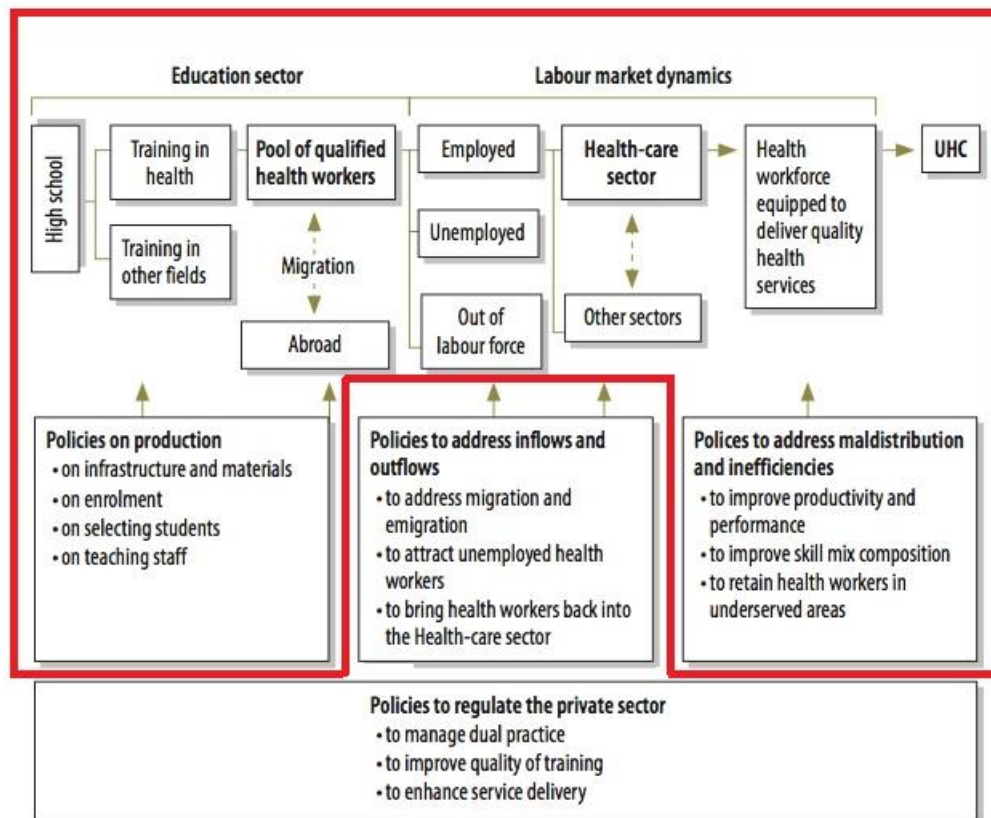 Education sector
Labour market dynamics
High school
Training in
health
Training in
other fields
Pool of qualified
health workers
Migration
Abroad
Employed
Unemployed
Out of
labour force
Health-care
sector
Other sectors
Health
workforce
equipped to
deliver quality
health
services
UHC
Policies on production
• on infrastructure and materials
• on enrolment
• on selecting students
• on teaching staff
Policies to address inflows and
outflows
• to address migration and
emigration
• to attract unemployed health
workers
• to bring health workers back into
the Health-care sector
Polices to address maldistribution
and inefficiencies
• to improve productivity and
performance
• to improve skill mix composition
• to retain health workers in
underserved areas
Policies to regulate the private sector
• to manage dual practice
• to improve quality of training
• to enhance service delivery